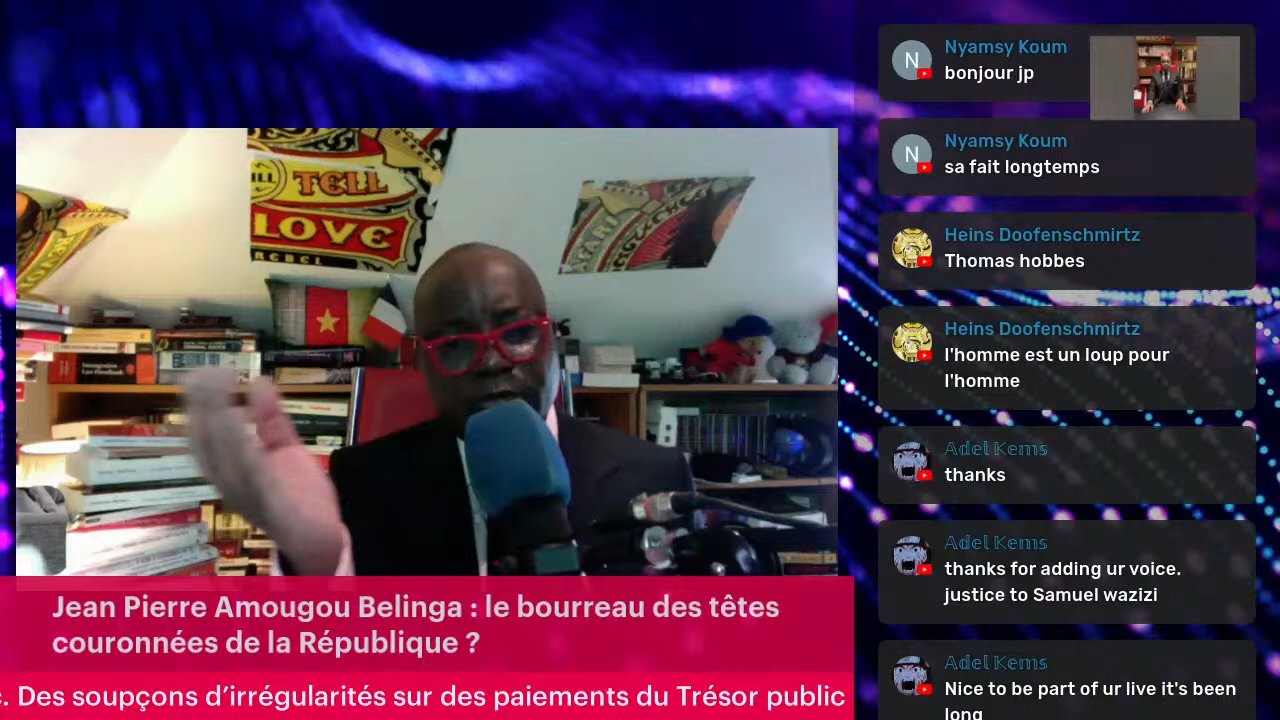 TELL
LOVE
REBEL
Jean Pierre Amougou Belinga : le bourreau des têtes
couronnées de la République ?
. Des soupçons d’irrégularités sur des paiements du Trésor public
N
Nyamsy Koum
bonjour jp
N
Nyamsy Koum
sa fait longtemps
Heins Doofenschmirtz
Thomas hobbes
Heins Doofenschmirtz
l'homme est un loup pour
l'homme
Adel Kems
thanks
Adel Kems
thanks for adding ur voice.
justice to Samuel wazizi
Adel Kems
Nice to be part of ur live it's been
long